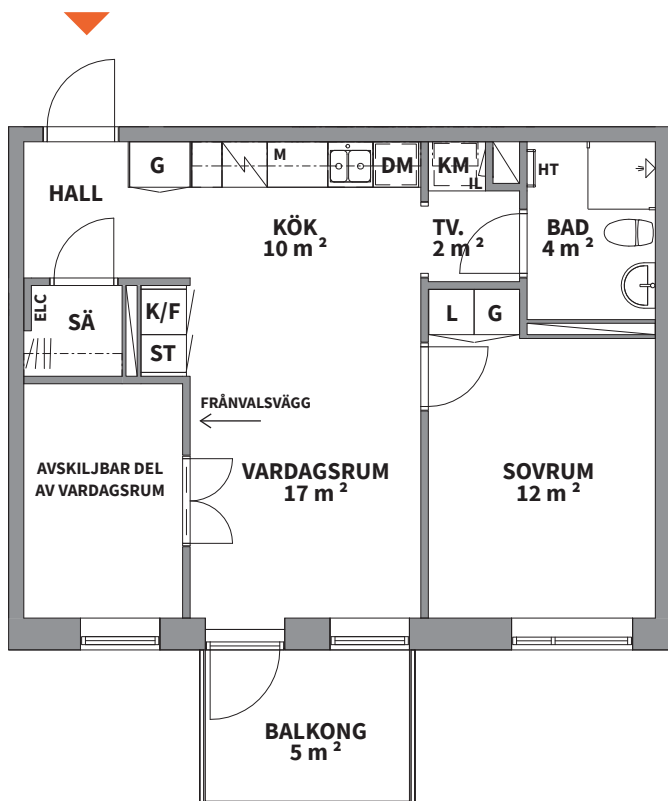 G
M
DM
KM
IL
HT
HALL
KÖK
10 m ²
TV.
2 m ²
BAD
4 m ²
ELC
SÄ
K/F
ST
L
G
FRÅNVALSVÄGG
AVSKILJBAR DEL
AV VARDAGSRUM
VARDAGSRUM
17 m ²
SOVRUM
12 m ²
BALKONG
5 m ²